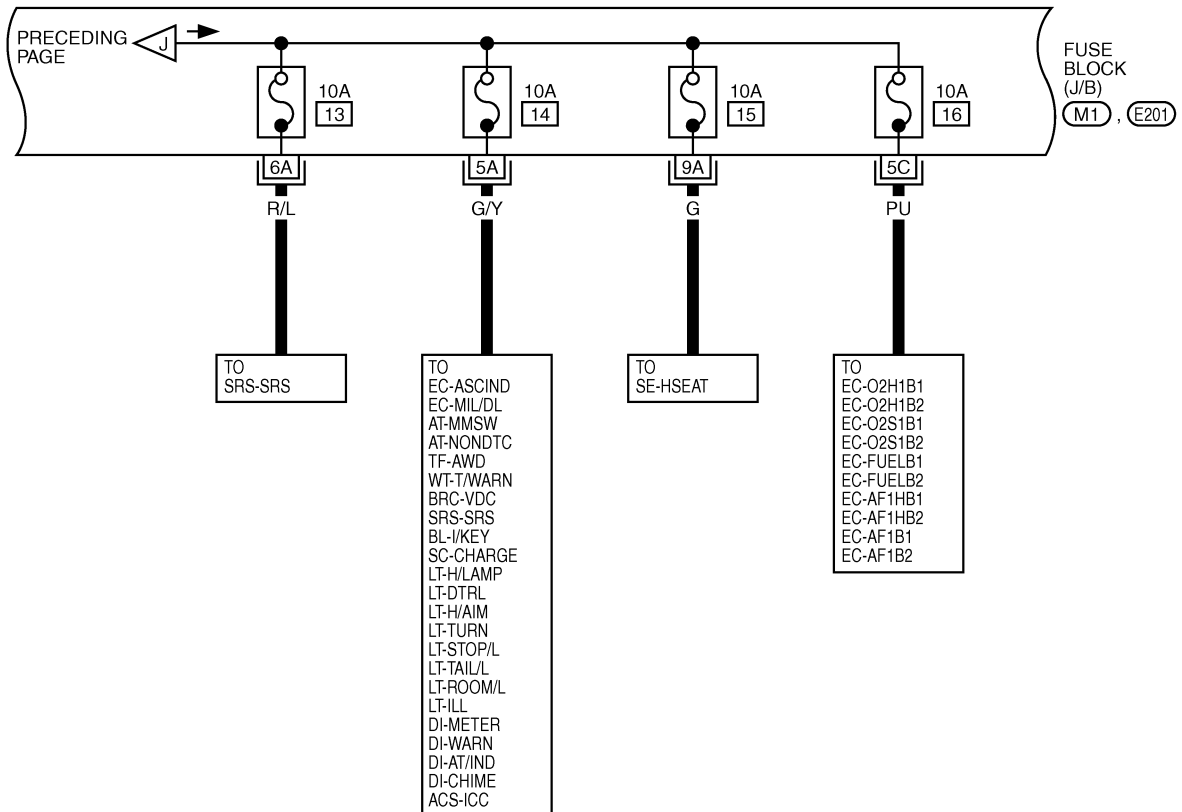 PRECEDING
PAGE
J
10A
13
10A
14
10A
15
10A
16
FUSE
BLOCK
(J/B)
M1 , E201
6A
5A
9A
5C
R/L
G/Y
G
PU
TO
SRS-SRS
TO
EC-ASCIND
EC-MIL/DL
AT-MMSW
AT-NONDTC
TF-AWD
WT-T/WARN
BRC-VDC
SRS-SRS
BL-I/KEY
SC-CHARGE
LT-H/LAMP
LT-DTRL
LT-H/AIM
LT-TURN
LT-STOP/L
LT-TAIL/L
LT-ROOM/L
LT-ILL
DI-METER
DI-WARN
DI-AT/IND
DI-CHIME
ACS-ICC
TO
SE-HSEAT
TO
EC-O2H1B1
EC-O2H1B2
EC-O2S1B1
EC-O2S1B2
EC-FUELB1
EC-FUELB2
EC-AF1HB1
EC-AF1HB2
EC-AF1B1
EC-AF1B2